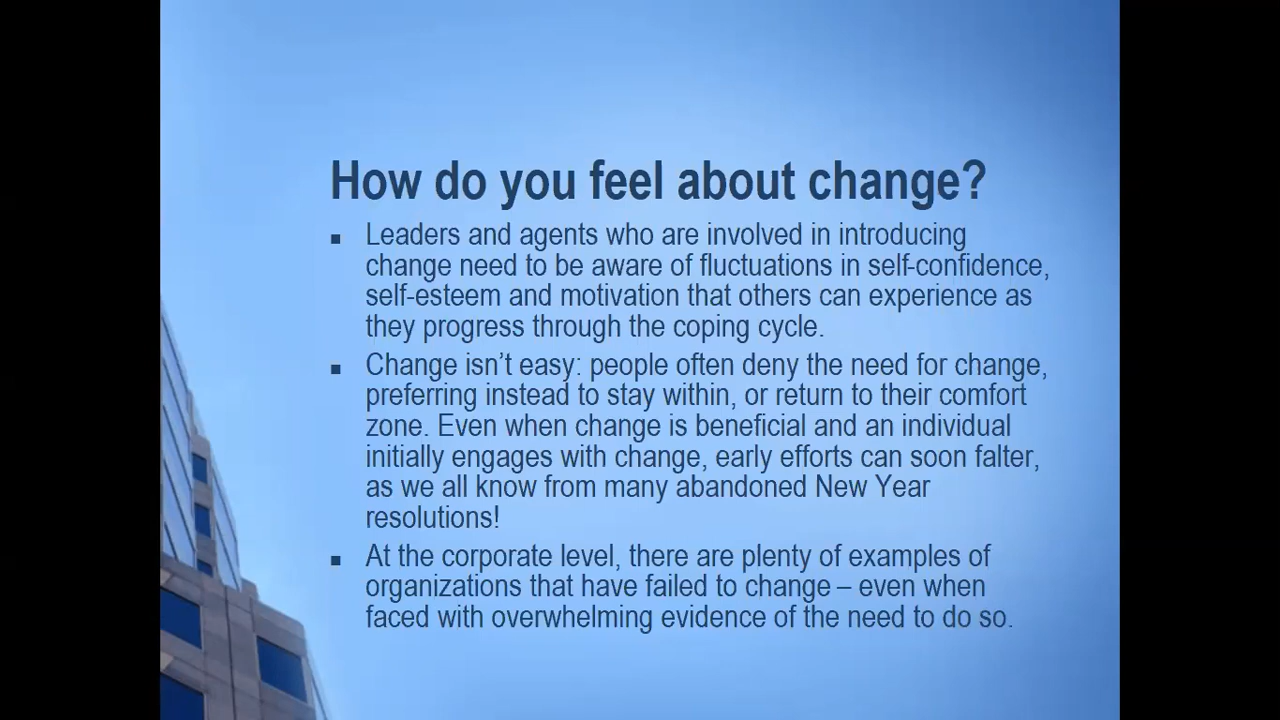 How do you feel about change?
▪ Leaders and agents who are involved in introducing
change need to be aware of fluctuations in self-confidence,
self-esteem and motivation that others can experience as
they progress through the coping cycle.
▪ Change isn’t easy: people often deny the need for change,
preferring instead to stay within, or return to their comfort
zone. Even when change is beneficial and an individual
initially engages with change, early efforts can soon falter,
as we all know from many abandoned New Year
resolutions!
▪ At the corporate level, there are plenty of examples of
organizations that have failed to change – even when
faced with overwhelming evidence of the need to do so.